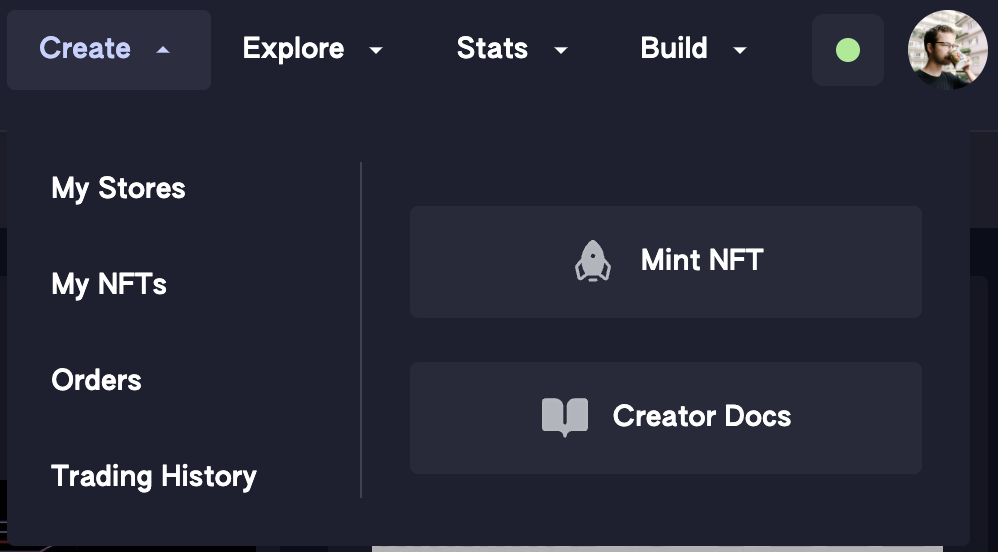 Create
Explore
Stats
Build
My Stores
My NFTs
Orders
Trading History
Mint NFT
Creator Docs